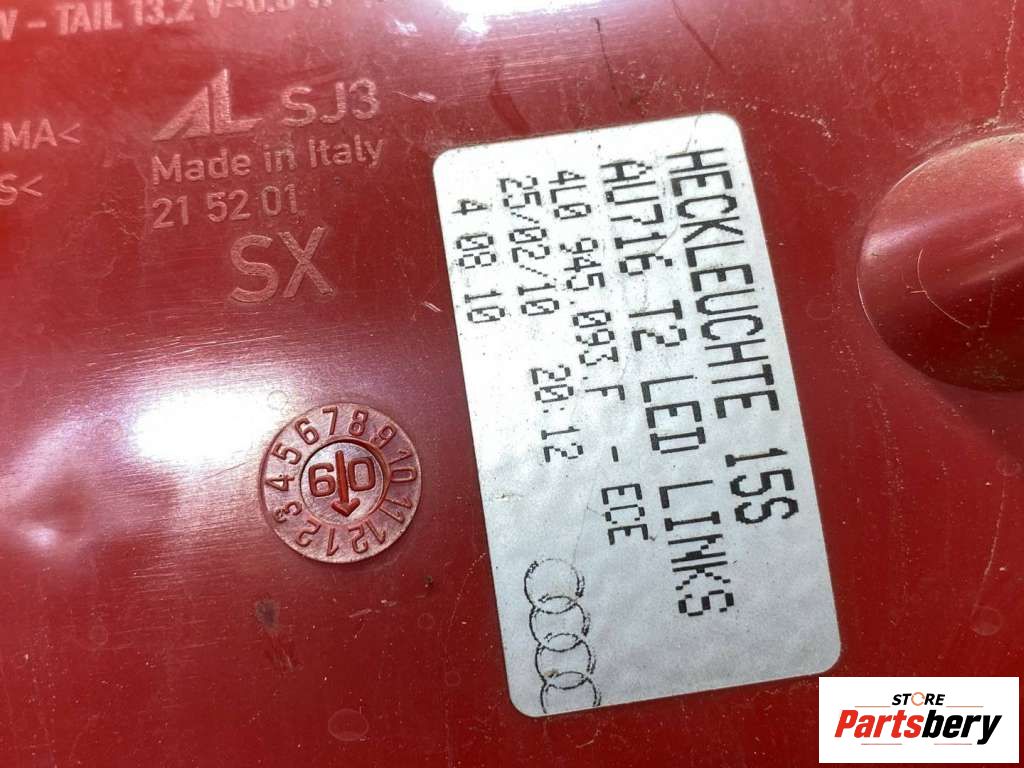 V - TAIL 13.2 V-
MA<
S<
AL SJ3
Made in Italy
21 52 01
SX
HECKLEUCHTE 15S
AU716 T2 LED LINKS
4L0 945.093.F - ECE
25/02/10 20:12
4 08 10
1 2 3 4 5 6 7 8 9 10 11 12
09
STORE
Partsbery